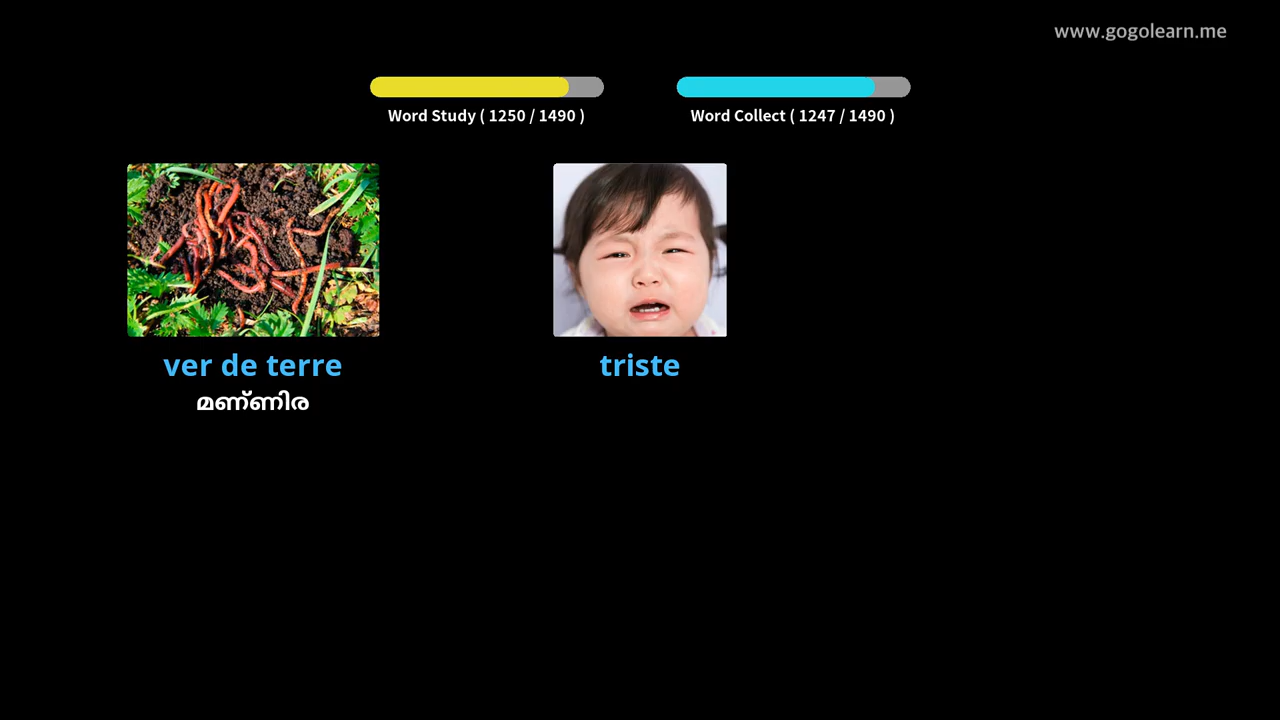 www.gogolearn.me
Word Study ( 1250 / 1490 )
Word Collect ( 1247 / 1490 )
ver de terre
മണ്ണിര
triste